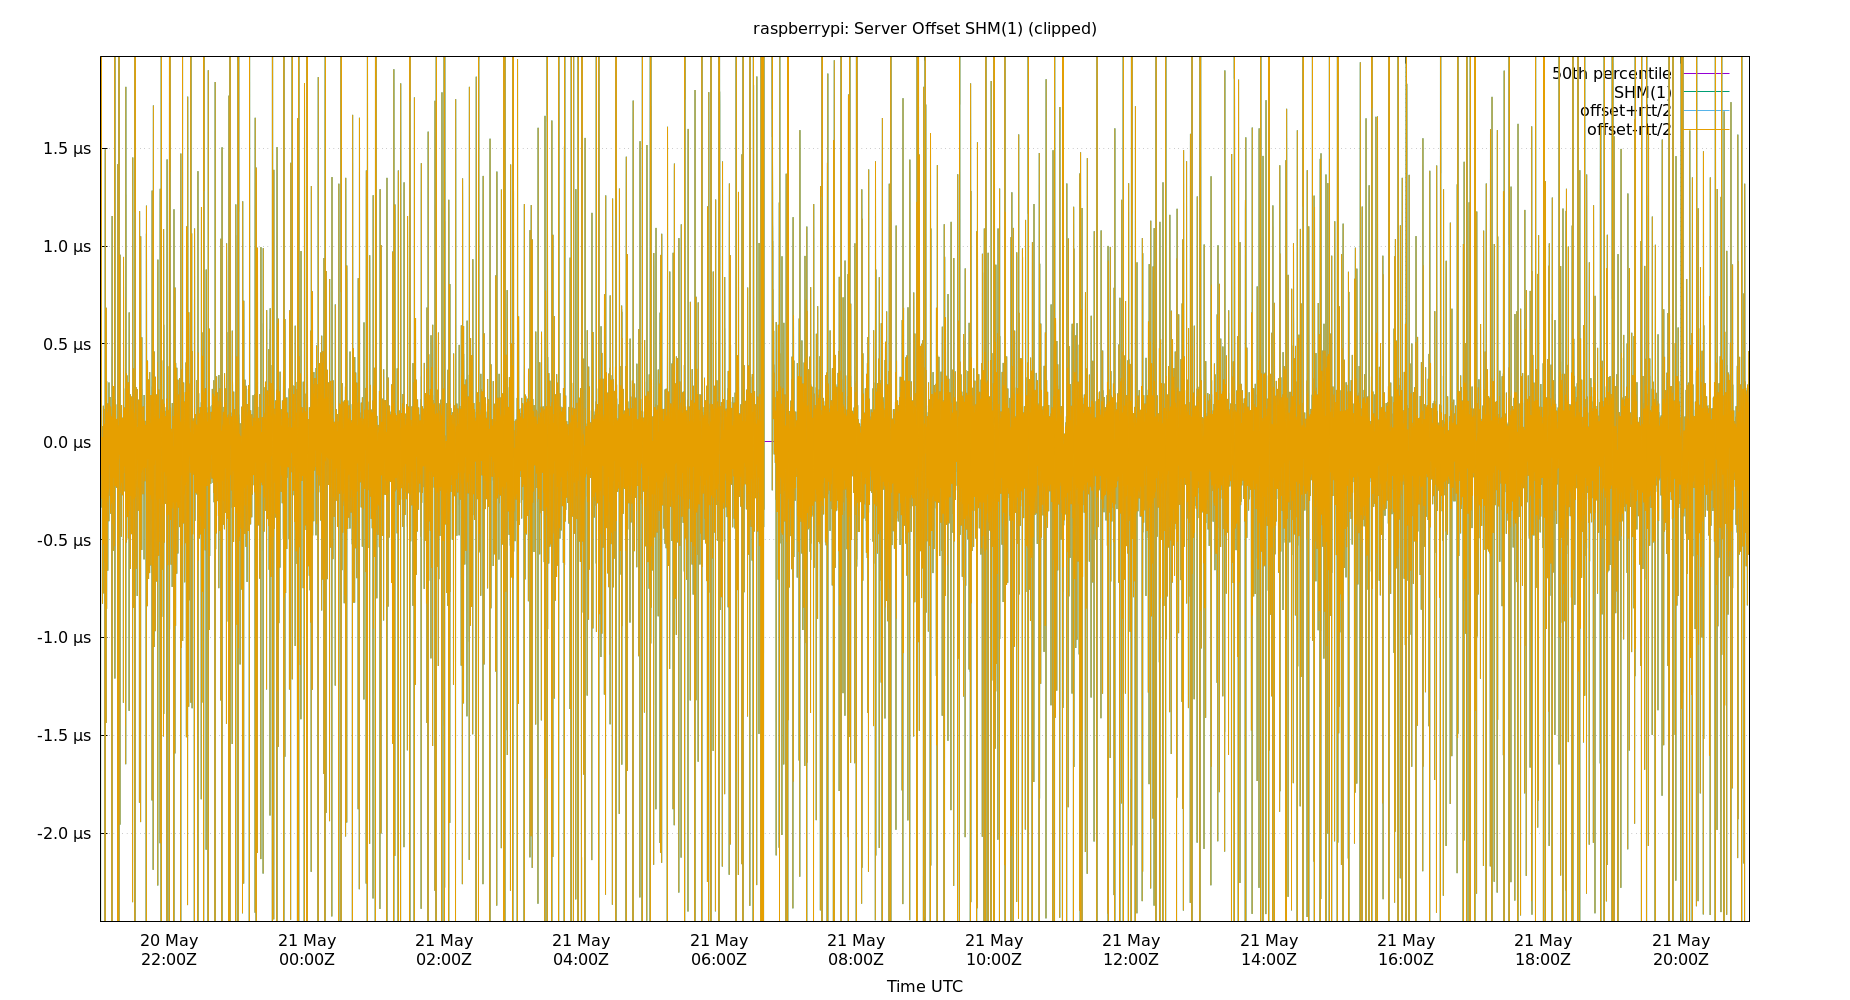 raspberrypi: Server Offset SHM(1) (clipped)
50th percentile
SHM(1)
offset+rtt/2
offset-rtt/2
1.5 µs
1.0 µs
0.5 µs
0.0 µs
-0.5 µs
-1.0 µs
-1.5 µs
-2.0 µs
20 May 21 May 21 May 21 May 21 May 21 May 21 May 21 May 21 May 21 May 21 May 21 May
22:00Z 00:00Z 02:00Z 04:00Z 06:00Z 08:00Z 10:00Z 12:00Z 14:00Z 16:00Z 18:00Z 20:00Z
Time UTC